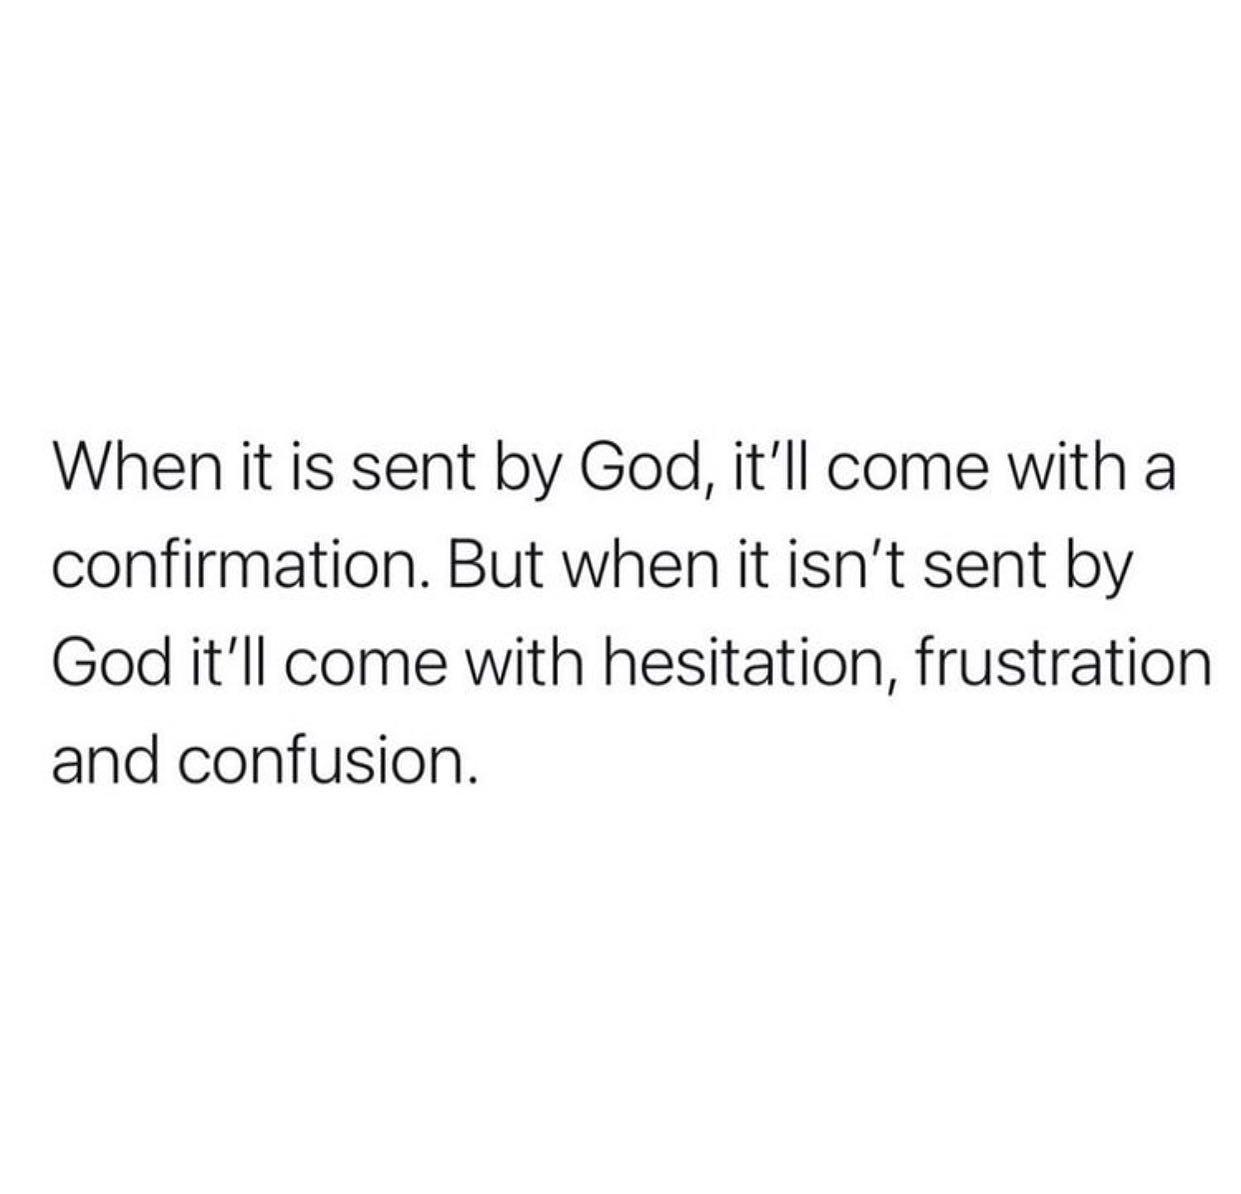 When it is sent by God, it’ll come with a
confirmation. But when it isn’t sent by
God it’ll come with hesitation, frustration
and confusion.